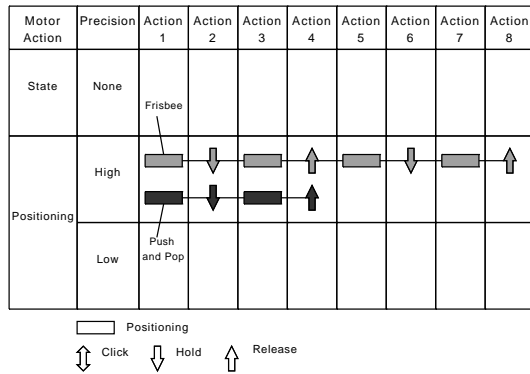 Motor Action
Precision
Action 1
Action 2
Action 3
Action 4
Action 5
Action 6
Action 7
Action 8
State
None
Frisbee
High
Positioning
Push
and Pop
Low
Positioning
Click
Hold
Release